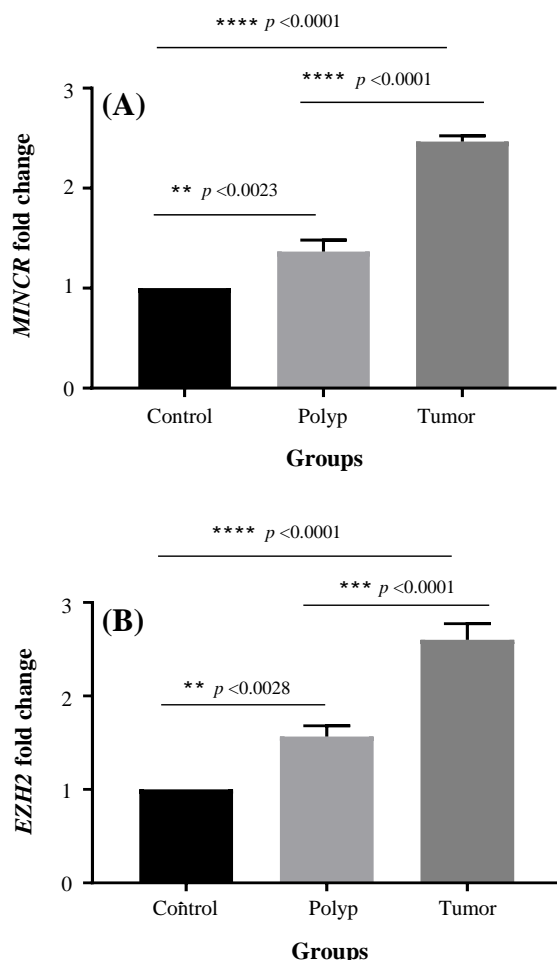 **** p <0.0001
**** p <0.0001
(A)
** p <0.0023
MINCR fold change
3
2
1
0
Control Polyp Tumor
Groups
**** p <0.0001
*** p <0.0001
(B)
** p <0.0028
EZH2 fold change
3
2
1
0
Control Polyp Tumor
Groups